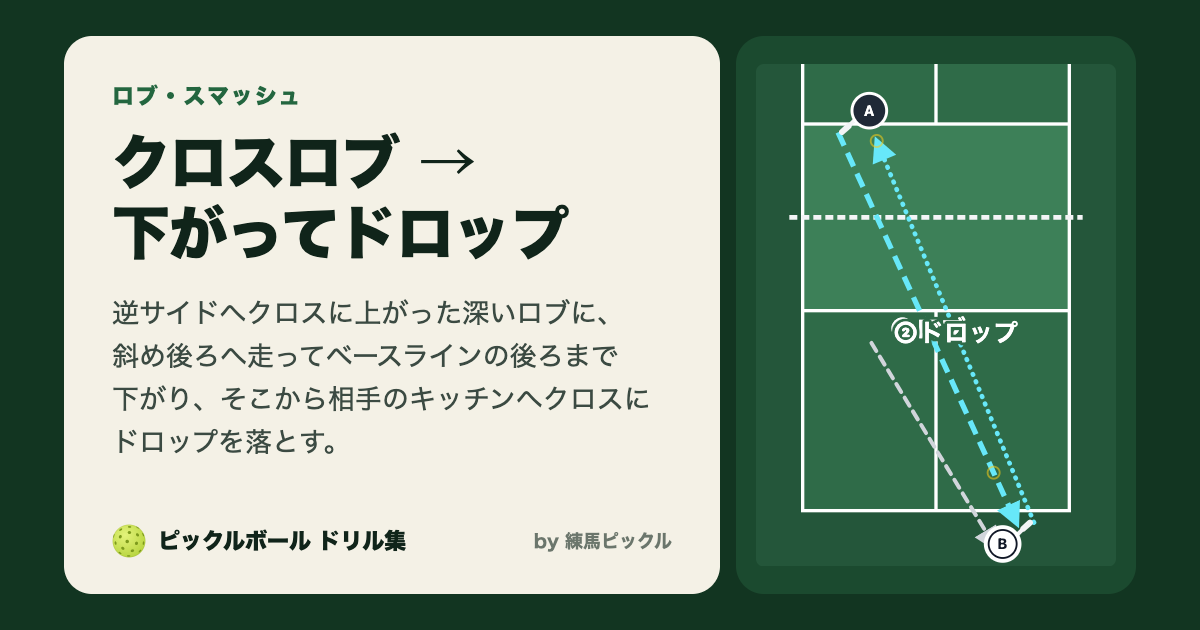 ロブ・スマッシュ
クロスロブ →
下がってドロップ
逆サイドへクロスに上がった深いロブに、
斜め後ろへ走ってベースラインの後ろまで
下がり、そこから相手のキッチンへクロスに
ドロップを落とす。
ピックルボール ドリル集
by 練馬ピックル
A
②ドロップ
B